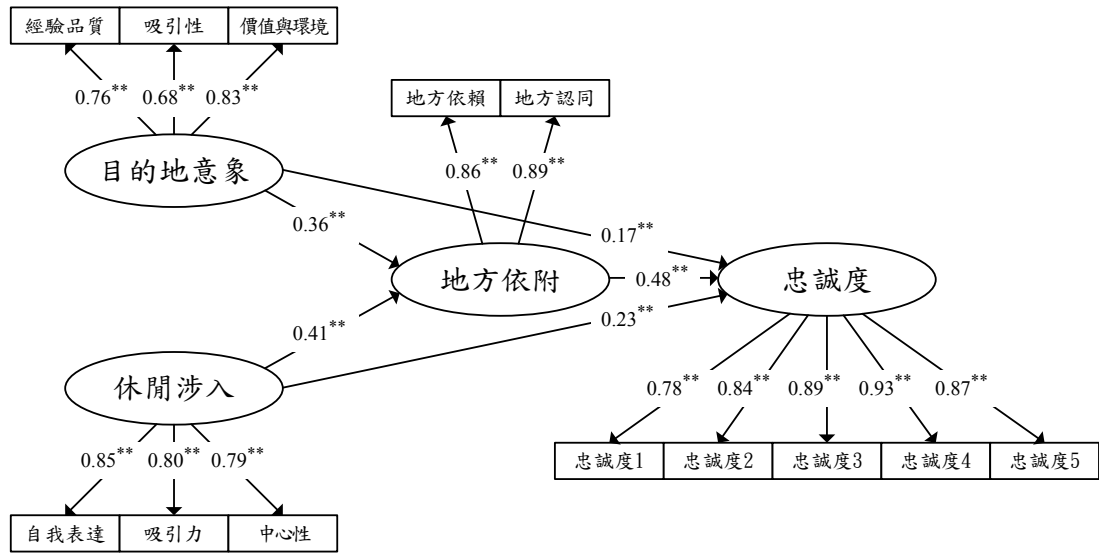 經驗品質 吸引性 價值與環境
0.76** 0.68** 0.83**
地方依賴 地方認同
0.86** 0.89**
目的地意象
0.36**
0.17**
地方依附
0.48**
忠誠度
0.41**
0.23**
休閒涉入
0.78** 0.84** 0.89** 0.93** 0.87**
0.85** 0.80** 0.79**
忠誠度1 忠誠度2 忠誠度3 忠誠度4 忠誠度5
自我表達 吸引力 中心性